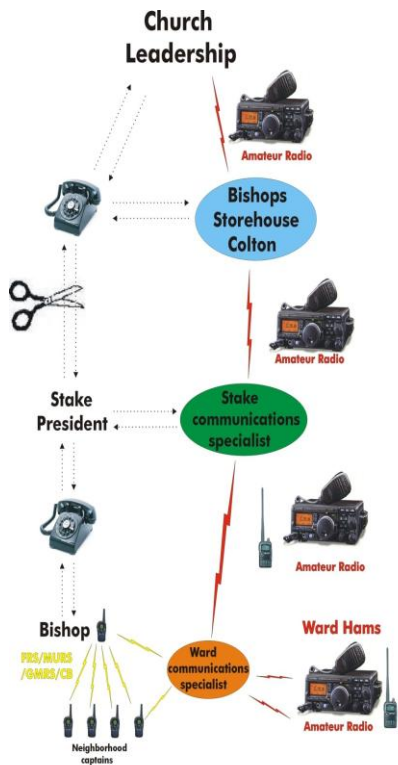 Church
Leadership
Amateur Radio
Bishops
Storehouse
Colton
Amateur Radio
Stake
President
Stake
communications
specialist
Amateur Radio
Bishop
FRS/MURS
/GMRS/CB
Ward
communications
specialist
Ward Hams
Amateur Radio
Neighborhood
captains